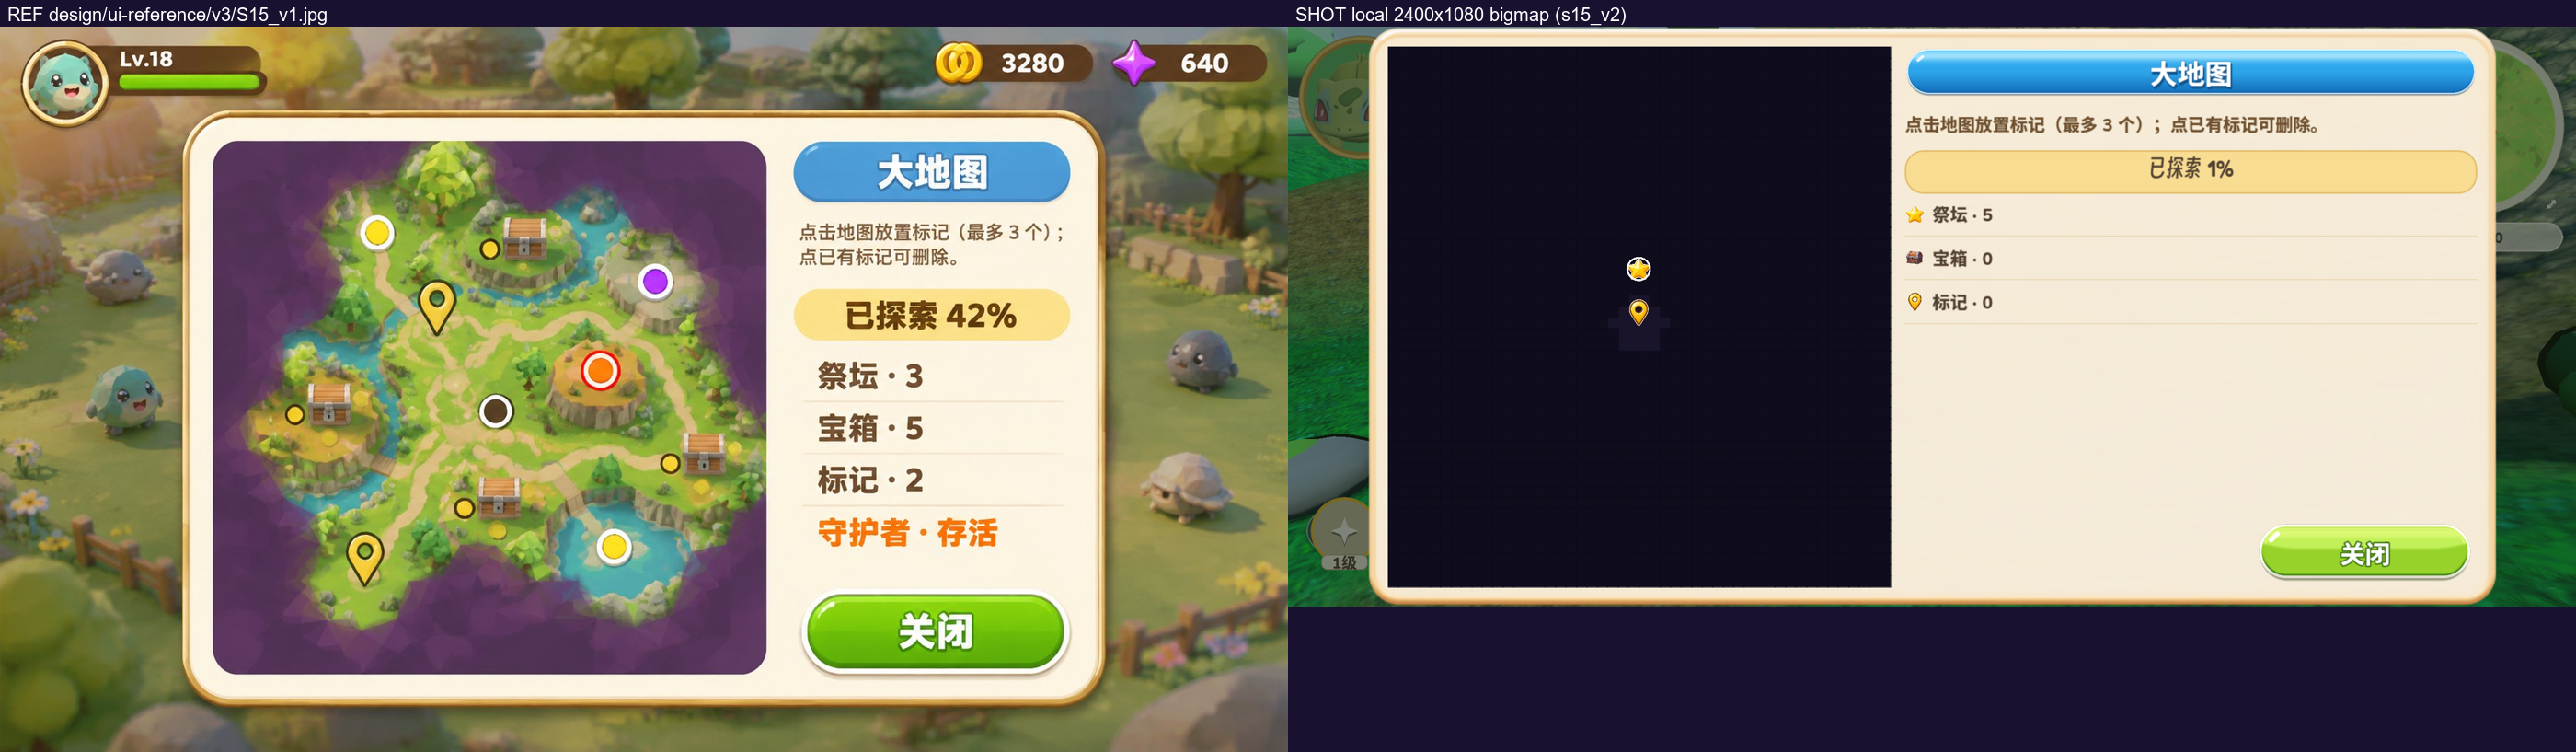 REF design/ui-reference/v3/S15_v1.jpg
Lv.18
3280
640
大地图
点击地图放置标记（最多 3 个）；
点已有标记可删除。
已探索 42%
祭坛 · 3
宝箱 · 5
标记 · 2
守护者 · 存活
关闭
SHOT local 2400x1080 bigmap (s15_v2)
大地图
点击地图放置标记（最多 3 个）；点已有标记可删除。
已探索 1%
祭坛 · 5
宝箱 · 0
标记 · 0
0
1级
关闭